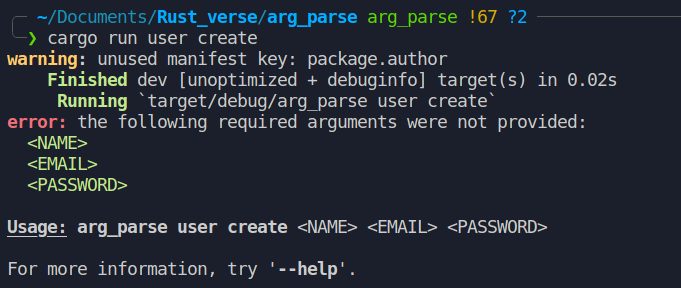 ~/Documents/Rust_verse/arg_parse arg_parse !67 ?2
❯ cargo run user create
warning: unused manifest key: package.author
Finished dev [unoptimized + debuginfo] target(s) in 0.02s
Running `target/debug/arg_parse user create`
error: the following required arguments were not provided:
<NAME>
<EMAIL>
<PASSWORD>
Usage: arg_parse user create <NAME> <EMAIL> <PASSWORD>
For more information, try '--help'.